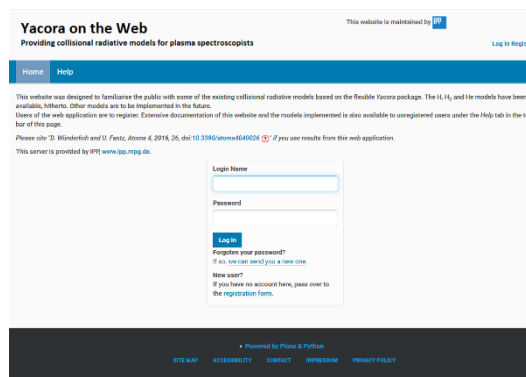 Yacora on the Web
Providing collisional radiative models for plasma spectroscopists
This website is maintained by IPP
Log In Regis
Home Help
This website was designed to familiarise the public with some of the existing collisional radiative models based on the flexible Yacora package. The H, H2 and He models have been
available, hitherto. Other models are to be implemented in the future.
Users of the web application are to register. Extensive documentation of this website and the models implemented is also available to unregistered users under the Help tab in the t
bar of this page.
Please cite "D. Wünderlich and U. Fantz, Atoms 4, 2016, 26, doi:10.3390/atoms4040026" if you use results from this web application.
This server is provided by IPP, www.ipp.mpg.de.
Login Name
Password
Log in
Forgoten your password?
If so, we can send you a new one.
New user?
If you have no account here, pass over to
the registration form.
Powered by Plone & Python
SITE MAP ACCESSIBILITY CONTACT IMPRESSUM PRIVACY POLICY